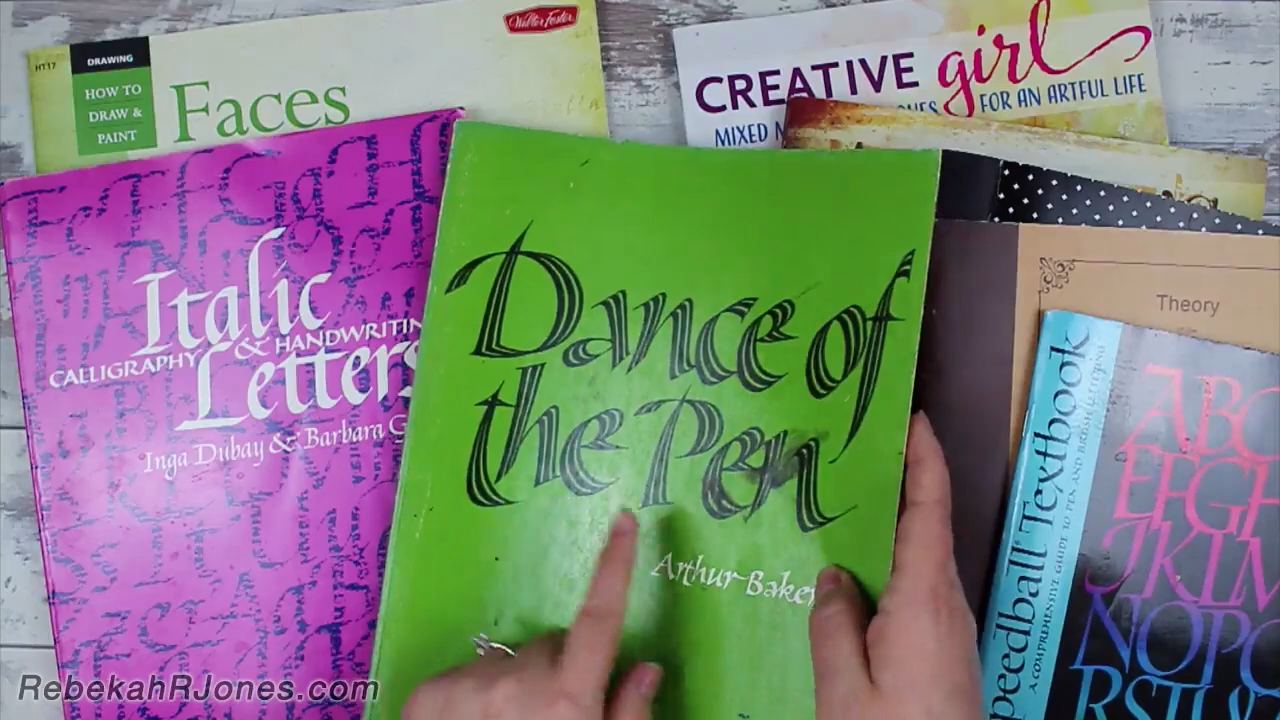 Walter Foster
HT17
DRAWING
HOW TO
DRAW &
PAINT
Faces
CREATIVE girl
MIXED
FOR AN ARTFUL LIFE
Italic
CALLIGRAPHY & HANDWRITIN
Letters
Inga Dubay & Barbara G
Dance of
the Pen
Arthur Baker
Theory
Speedball Textbook
A COMPREHENSIVE GUIDE TO PEN AND BRUSH LETTERING
ABC
EFGH
JKLM
NOPQ
RSTU
RebekahRJones.com